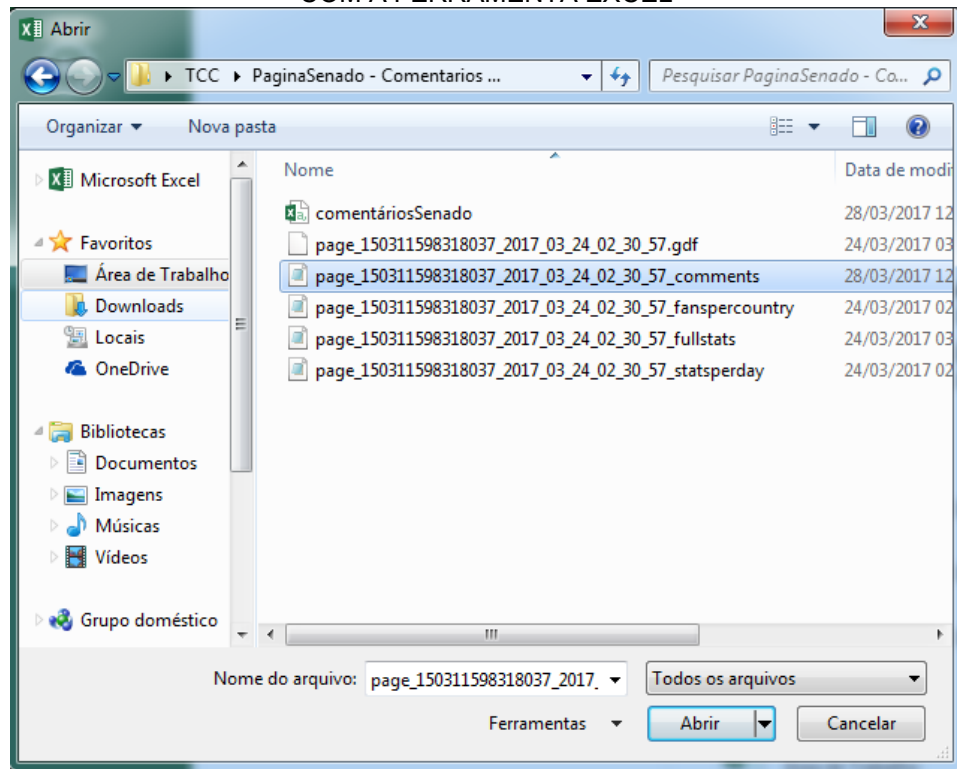 COM A FERRAMENTA EXCEL
Abrir
TCC PaginaSenado - Comentarios ... Pesquisar PaginaSenado - Co...
Organizar Nova pasta
Nome Data de modi
Microsoft Excel
Favoritos
Área de Trabalho
Downloads
Locais
OneDrive
Bibliotecas
Documentos
Imagens
Músicas
Vídeos
Grupo doméstico
comentáriosSenado 28/03/2017 12
page_150311598318037_2017_03_24_02_30_57.gdf 24/03/2017 03
page_150311598318037_2017_03_24_02_30_57_comments 28/03/2017 12
page_150311598318037_2017_03_24_02_30_57_fanspercountry 24/03/2017 02
page_150311598318037_2017_03_24_02_30_57_fullstats 24/03/2017 03
page_150311598318037_2017_03_24_02_30_57_statsperday 24/03/2017 02
Nome do arquivo: page_150311598318037_2017_ Todos os arquivos
Ferramentas Abrir Cancelar